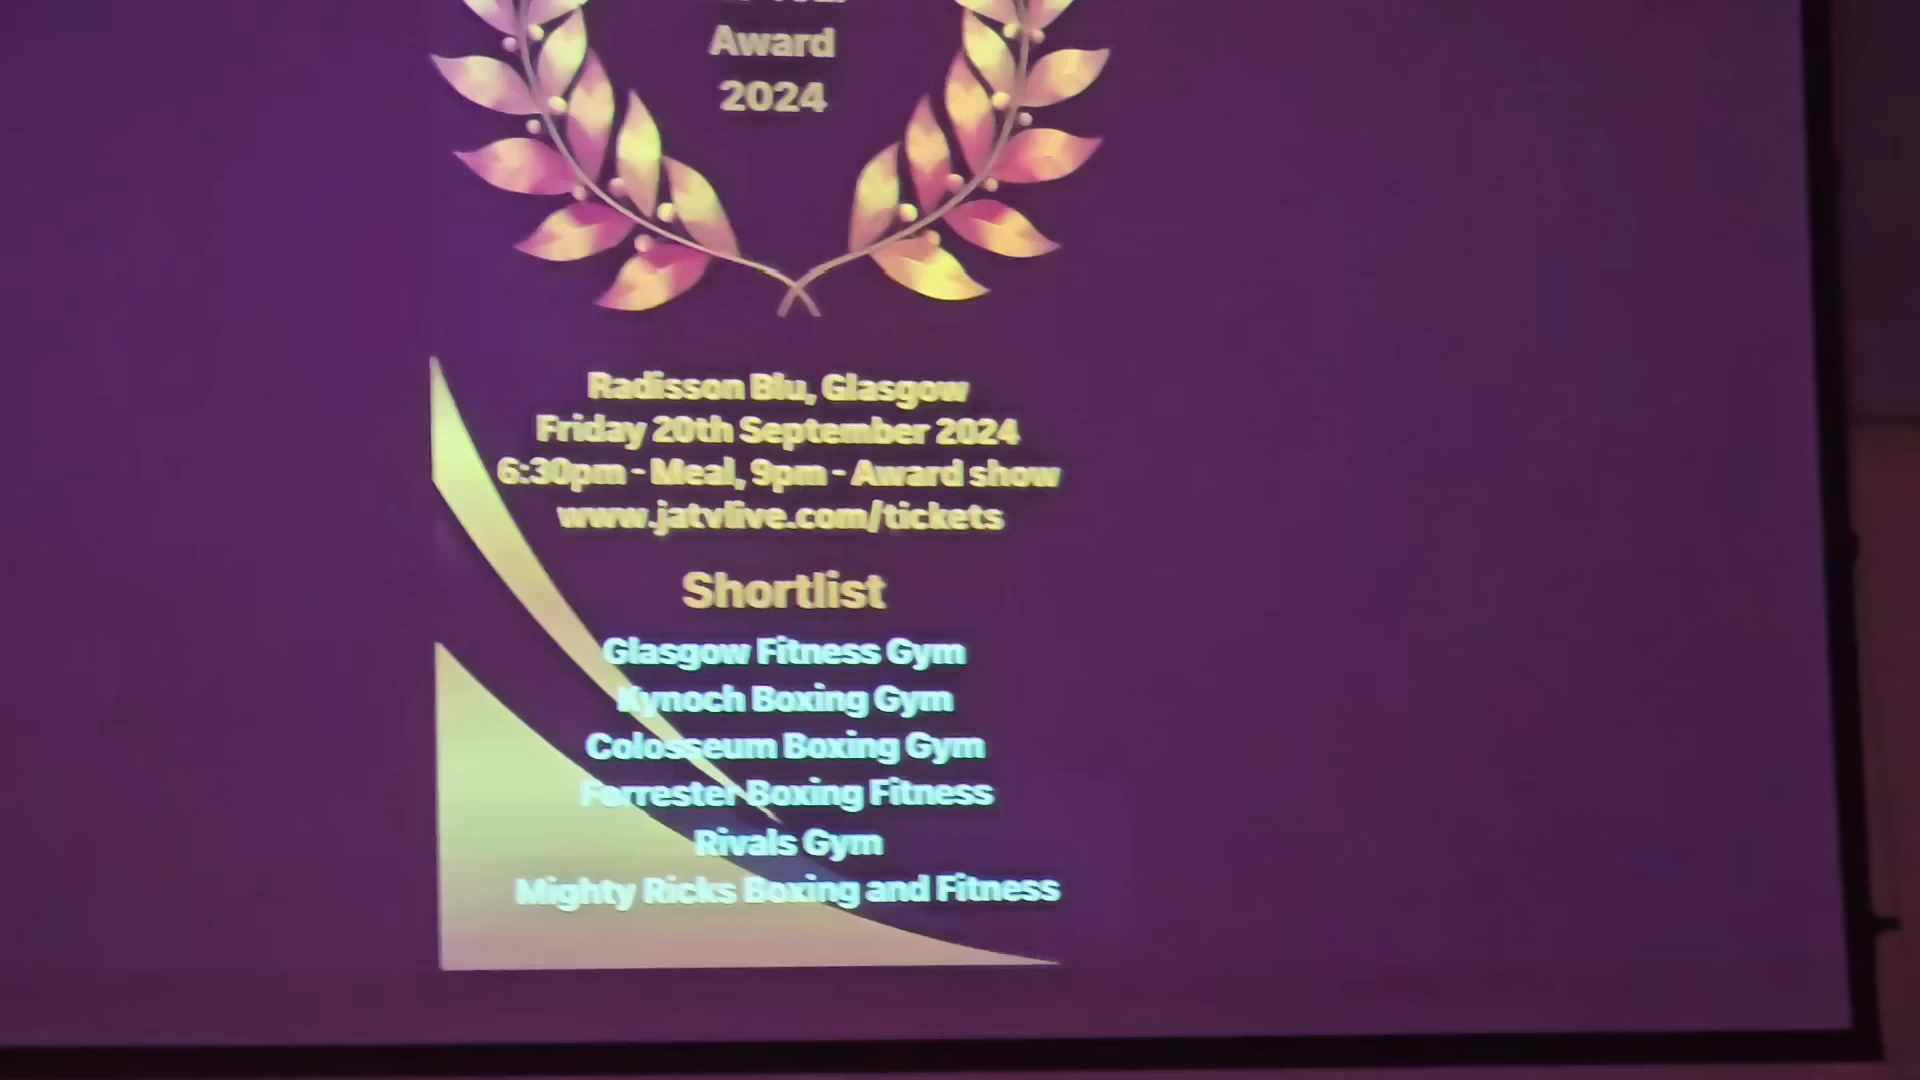 Award
2024
Radisson Blu, Glasgow
Friday 20th September 2024
6:30pm - Meal, 9pm - Award show
www.jatvlive.com/tickets
Shortlist
Glasgow Fitness Gym
Kynoch Boxing Gym
Colosseum Boxing Gym
Forrester Boxing Fitness
Rivals Gym
Mighty Ricks Boxing and Fitness